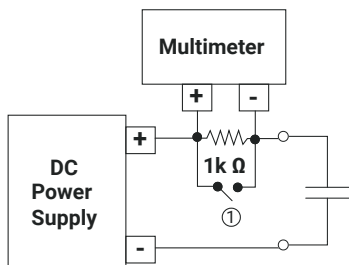 Multimeter
+ -
+
1k Ω
DC
Power
Supply
①
-